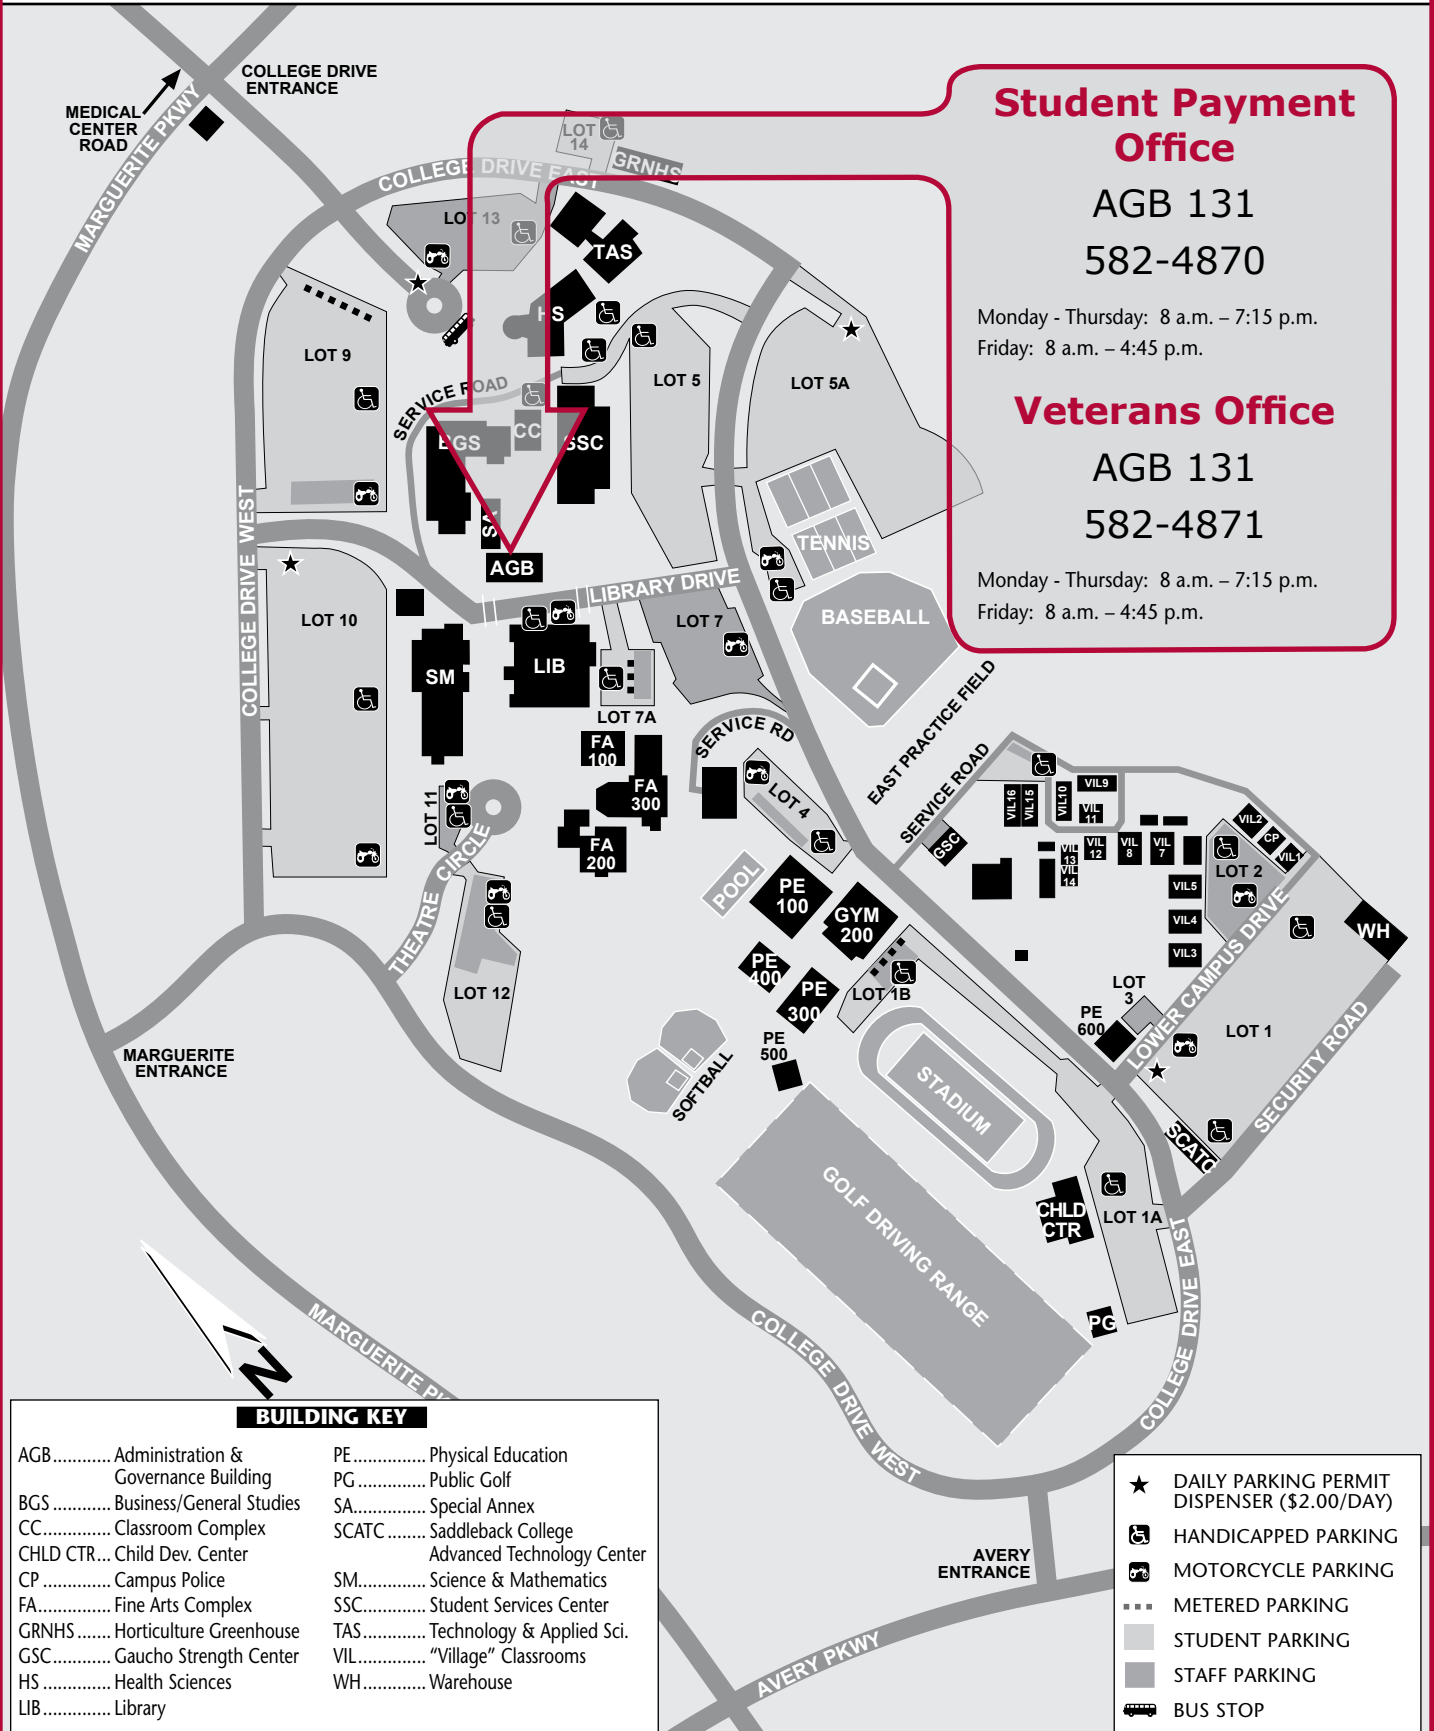 COLLEGE DRIVE
ENTRANCE
MEDICAL
CENTER
ROAD
MARGUERITE PKWY
COLLEGE DRIVE EAST
LOT
14
GRNHS
LOT 13
TAS
HS
Student Payment
Office
AGB 131
582-4870
Monday - Thursday: 8 a.m. – 7:15 p.m.
Friday: 8 a.m. – 4:45 p.m.
Veterans Office
AGB 131
582-4871
Monday - Thursday: 8 a.m. – 7:15 p.m.
Friday: 8 a.m. – 4:45 p.m.
LOT 9
LOT 5
LOT 5A
SERVICE ROAD
BGS
CC
SSC
SA
AGB
TENNIS
LIBRARY DRIVE
COLLEGE DRIVE WEST
LOT 10
LOT 7
BASEBALL
SM
LIB
LOT 7A
SERVICE RD
EAST PRACTICE FIELD
FA
100
FA
300
FA
200
LOT 4
LOT 11
THEATRE CIRCLE
SERVICE ROAD
GSC
VIL16
VIL15
VIL10
VIL9
VIL
11
VIL
13
VIL
14
VIL
12
VIL
8
VIL
7
VIL2
CP
VIL1
VIL5
VIL4
VIL3
LOT 2
WH
POOL
PE
100
GYM
200
PE
400
PE
300
LOT 1B
LOT 12
LOT
3
PE
600
LOWER CAMPUS DRIVE
LOT 1
SECURITY ROAD
MARGUERITE
ENTRANCE
PE
500
SOFTBALL
STADIUM
SCATC
GOLF DRIVING RANGE
CHLD
CTR
LOT 1A
PG
COLLEGE DRIVE EAST
COLLEGE DRIVE WEST
N
MARGUERITE
AVERY
ENTRANCE
AVERY PKWY
BUILDING KEY
AGB............ Administration &
Governance Building
BGS ............ Business/General Studies
CC.............. Classroom Complex
CHLD CTR... Child Dev. Center
CP .............. Campus Police
FA............... Fine Arts Complex
GRNHS ....... Horticulture Greenhouse
GSC............ Gaucho Strength Center
HS .............. Health Sciences
LIB .............. Library
PE ............... Physical Education
PG .............. Public Golf
SA............... Special Annex
SCATC ........ Saddleback College
Advanced Technology Center
SM.............. Science & Mathematics
SSC............. Student Services Center
TAS............. Technology & Applied Sci.
VIL.............. “Village” Classrooms
WH............. Warehouse
DAILY PARKING PERMIT
DISPENSER ($2.00/DAY)
HANDICAPPED PARKING
MOTORCYCLE PARKING
METERED PARKING
STUDENT PARKING
STAFF PARKING
BUS STOP